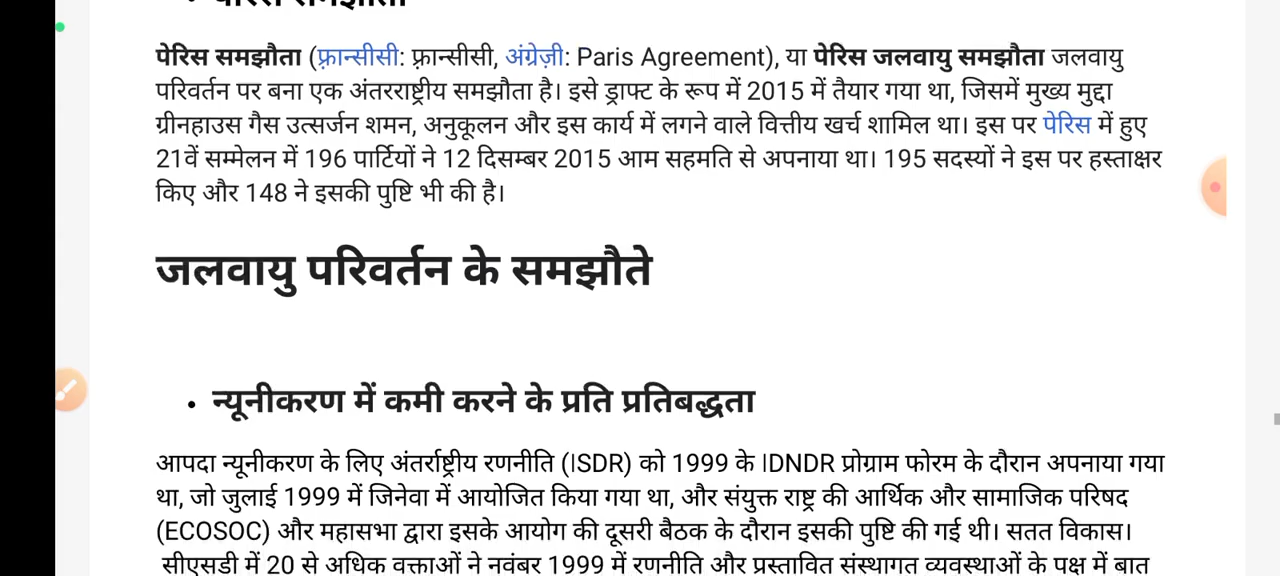 पेरिस समझौता
पेरिस समझौता (फ़्रान्सीसी: फ़्रान्सीसी, अंग्रेज़ी: Paris Agreement), या पेरिस जलवायु समझौता जलवायु
परिवर्तन पर बना एक अंतरराष्ट्रीय समझौता है। इसे ड्राफ्ट के रूप में 2015 में तैयार गया था, जिसमें मुख्य मुद्दा
ग्रीनहाउस गैस उत्सर्जन शमन, अनुकूलन और इस कार्य में लगने वाले वित्तीय खर्च शामिल था। इस पर पेरिस में हुए
21वें सम्मेलन में 196 पार्टियों ने 12 दिसम्बर 2015 आम सहमति से अपनाया था। 195 सदस्यों ने इस पर हस्ताक्षर
किए और 148 ने इसकी पुष्टि भी की है।
जलवायु परिवर्तन के समझौते
• न्यूनीकरण में कमी करने के प्रति प्रतिबद्धता
आपदा न्यूनीकरण के लिए अंतर्राष्ट्रीय रणनीति (ISDR) को 1999 के IDNDR प्रोग्राम फोरम के दौरान अपनाया गया
था, जो जुलाई 1999 में जिनेवा में आयोजित किया गया था, और संयुक्त राष्ट्र की आर्थिक और सामाजिक परिषद
(ECOSOC) और महासभा द्वारा इसके आयोग की दूसरी बैठक के दौरान इसकी पुष्टि की गई थी। सतत विकास।
सीएसडी में 20 से अधिक वक्ताओं ने नवंबर 1999 में रणनीति और प्रस्तावित संस्थागत व्यवस्थाओं के पक्ष में बात